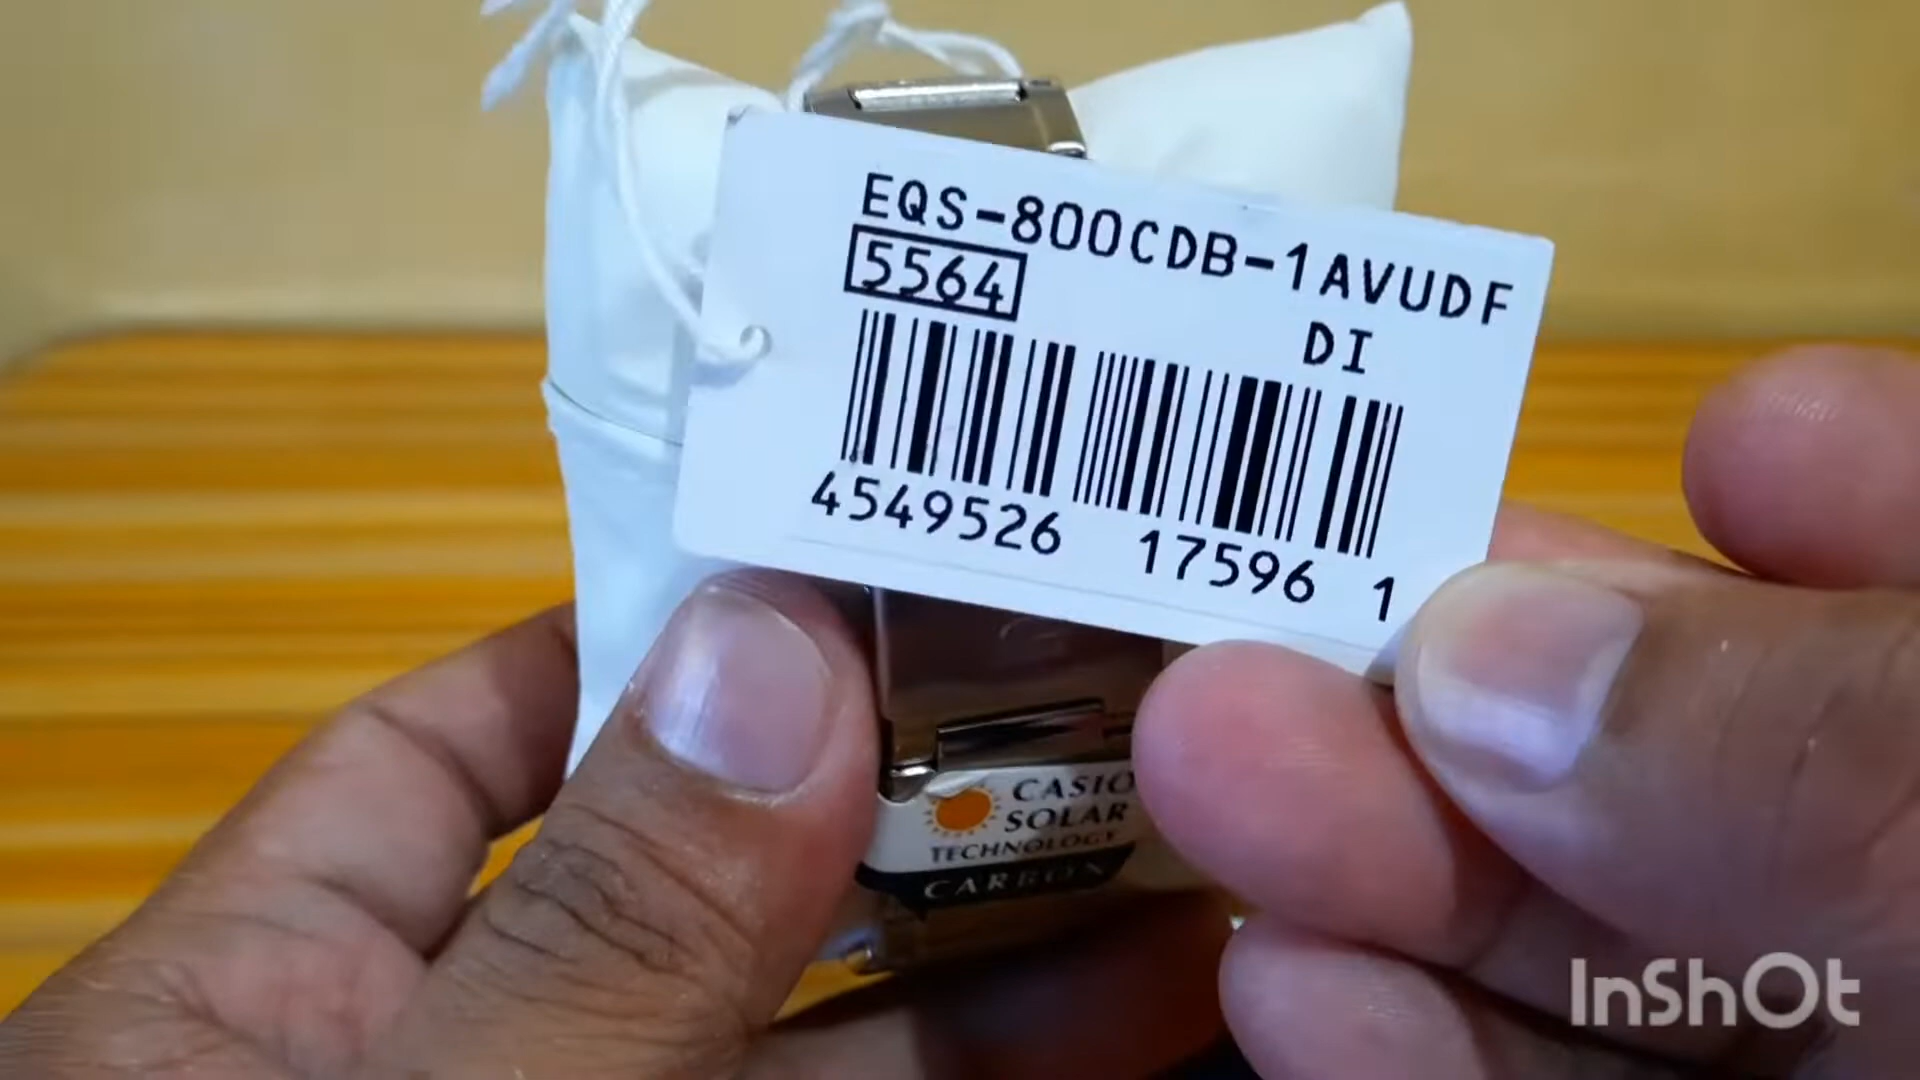 EQS-800CDB-1AVUDF
5564
DI
4549526 17596 1
CASIO
SOLAR
TECHNOLOGY
CARBON
InShOt